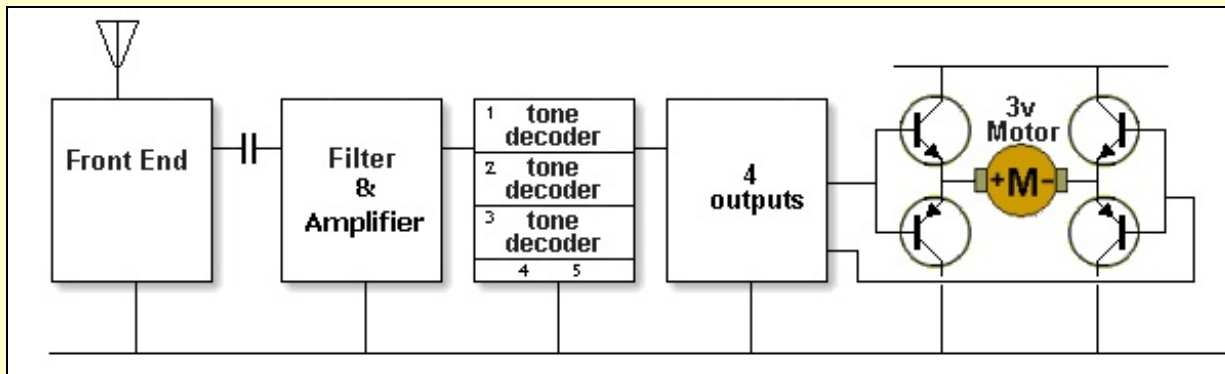 Front End
Filter
&
Amplifier
1 tone
decoder
2 tone
decoder
3 tone
decoder
4 5
4
outputs
3v
Motor
+M-